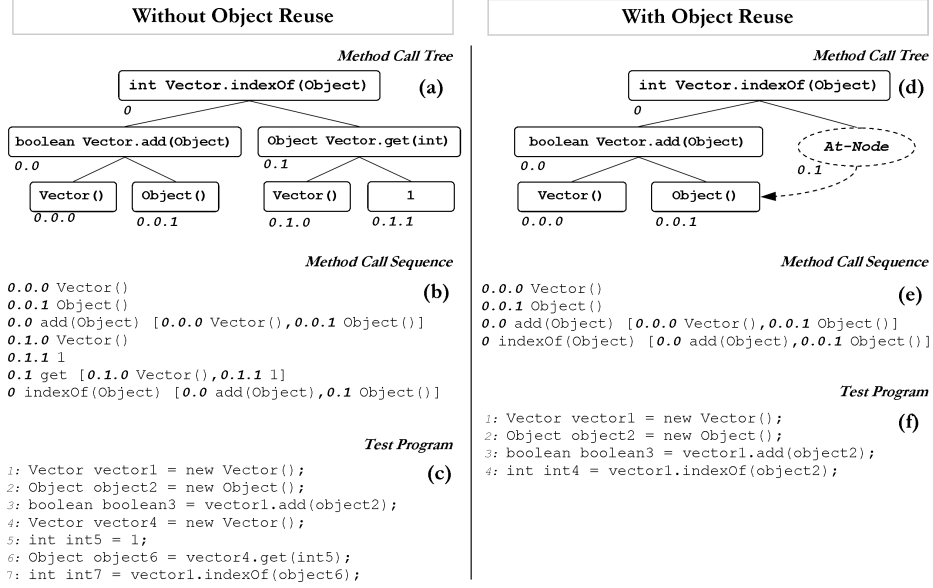 Without Object Reuse
Method Call Tree
(a)
int Vector.indexOf(Object)
0
boolean Vector.add(Object)
Object Vector.get(int)
0.0
0.1
Vector()
Object()
Vector()
1
0.0.0
0.0.1
0.1.0
0.1.1
Method Call Sequence
(b)
0.0.0 Vector()
0.0.1 Object()
0.0 add(Object) [0.0.0 Vector(),0.0.1 Object()]
0.1.0 Vector()
0.1.1 1
0.1 get [0.1.0 Vector(),0.1.1 1]
0 indexOf(Object) [0.0 add(Object),0.1 Object()]
Test Program
(c)
1: Vector vector1 = new Vector();
2: Object object2 = new Object();
3: boolean boolean3 = vector1.add(object2);
4: Vector vector4 = new Vector();
5: int int5 = 1;
6: Object object6 = vector4.get(int5);
7: int int7 = vector1.indexOf(object6);
With Object Reuse
Method Call Tree
(d)
int Vector.indexOf(Object)
0
boolean Vector.add(Object)
At-Node
0.0
0.1
Vector()
Object()
0.0.0
0.0.1
Method Call Sequence
(e)
0.0.0 Vector()
0.0.1 Object()
0.0 add(Object) [0.0.0 Vector(),0.0.1 Object()]
0 indexOf(Object) [0.0 add(Object),0.0.1 Object()]
Test Program
(f)
1: Vector vector1 = new Vector();
2: Object object2 = new Object();
3: boolean boolean3 = vector1.add(object2);
4: int int4 = vector1.indexOf(object2);